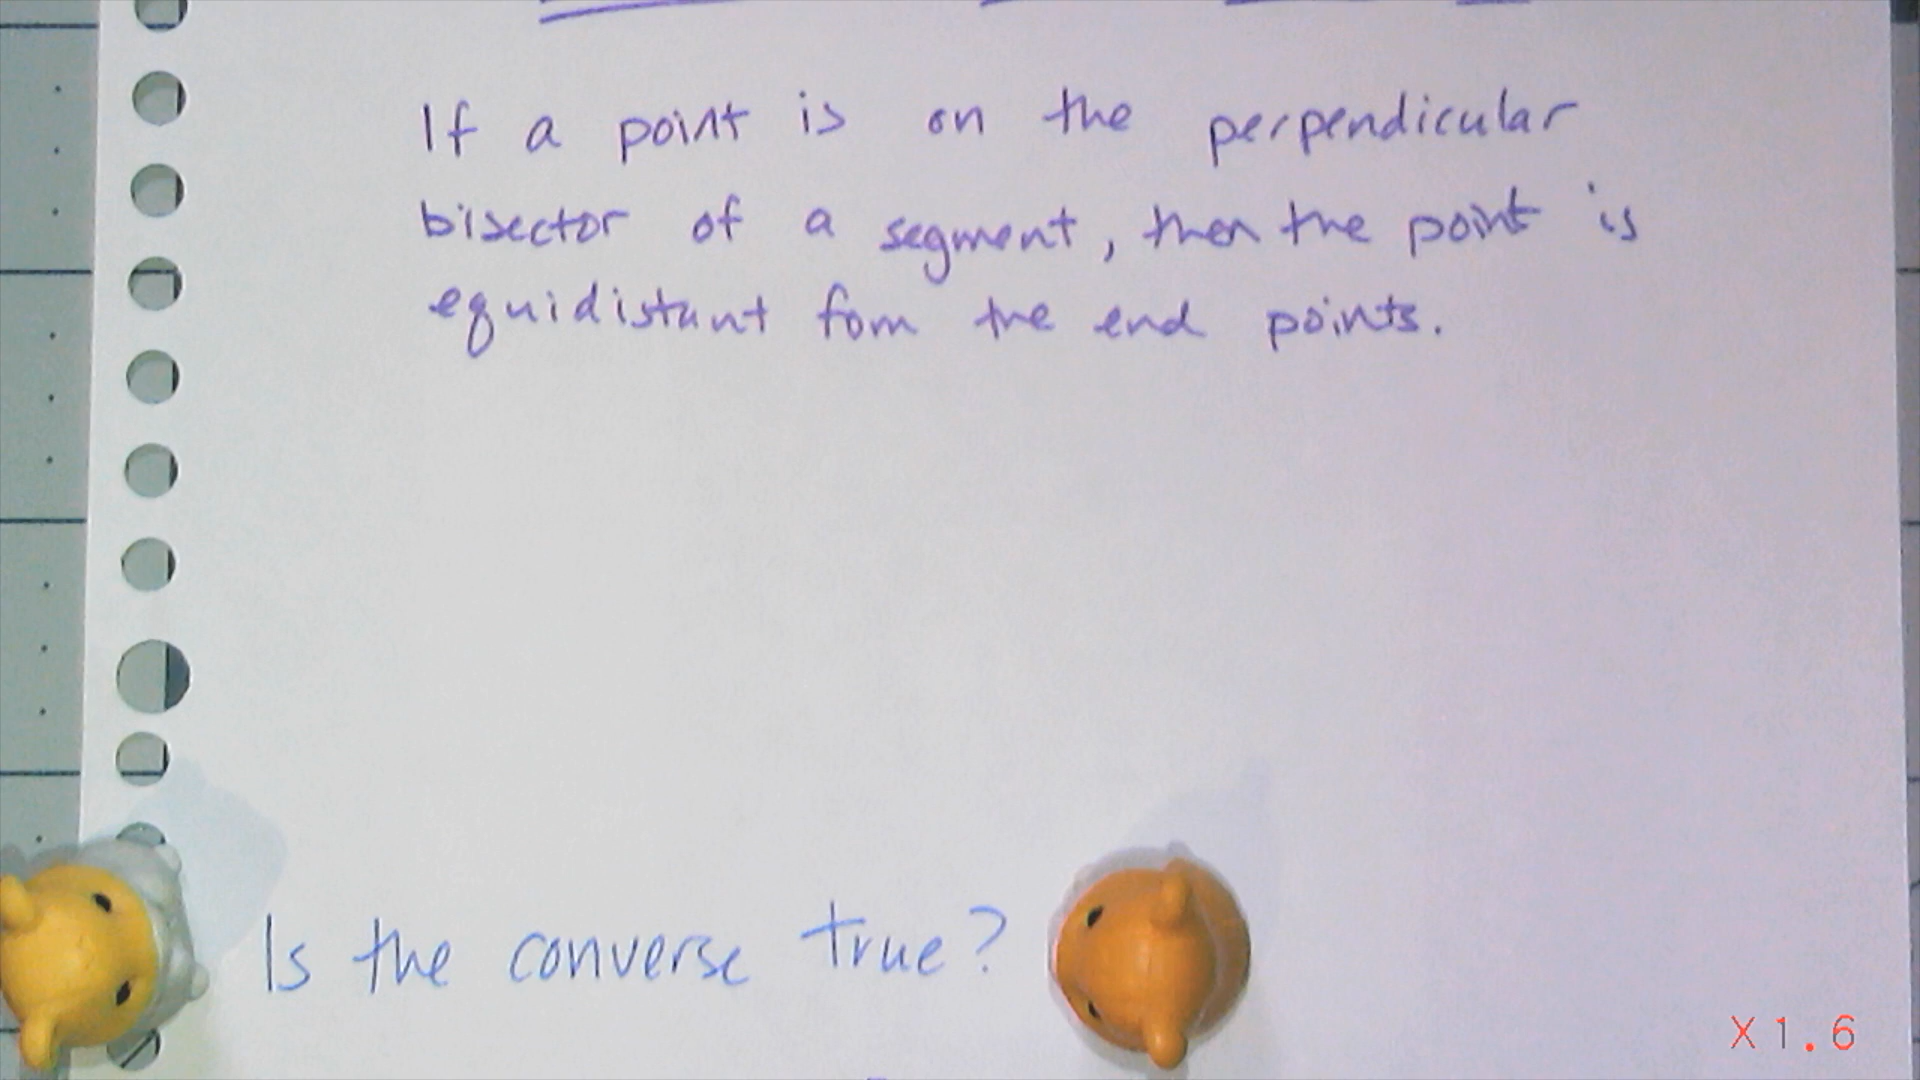 If a point is on the perpendicular
bisector of a segment, then the point is
equidistant fom the end points.
Is the converse true?
X1.6